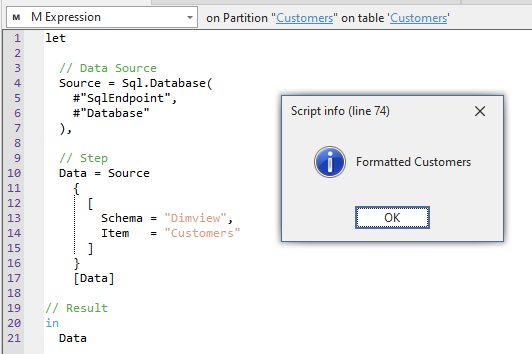 M M Expression on Partition "Customers" on table 'Customers'
1 let
2
3 // Data Source
4 Source = Sql.Database(
5 #"SqlEndpoint",
6 #"Database"
7 ),
8
9 // Step
10 Data = Source
11 {
12 [
13 Schema = "Dimview",
14 Item = "Customers"
15 ]
16 }
17 [Data]
18
19 // Result
20 in
21 Data
Script info (line 74)
Formatted Customers
OK